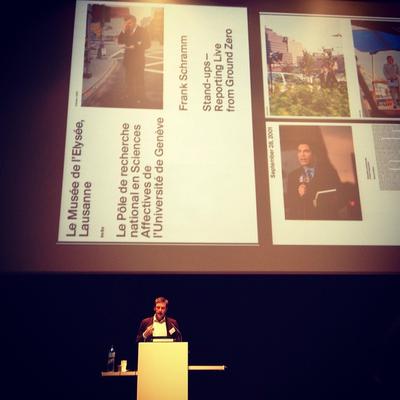 Le Musée de l'Elysée,
Lausanne
Le Pôle de recherche
national en Sciences
Affectives de
l'Université de Genève
Frank Schramm
Stand-ups—
Reporting Live
from Ground Zero
September 28, 2001